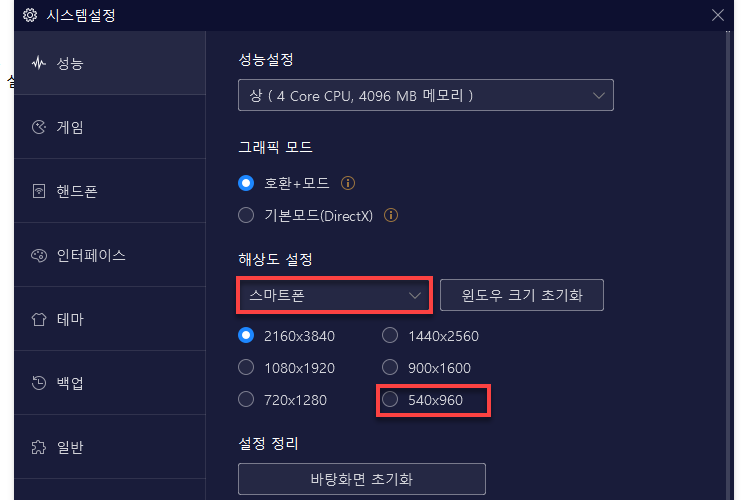 시스템설정
성능
게임
핸드폰
인터페이스
테마
백업
일반
성능설정
상 ( 4 Core CPU, 4096 MB 메모리 )
그래픽 모드
호환+모드
기본모드(DirectX)
해상도 설정
스마트폰
윈도우 크기 초기화
2160x3840
1440x2560
1080x1920
900x1600
720x1280
540x960
설정 정리
바탕화면 초기화